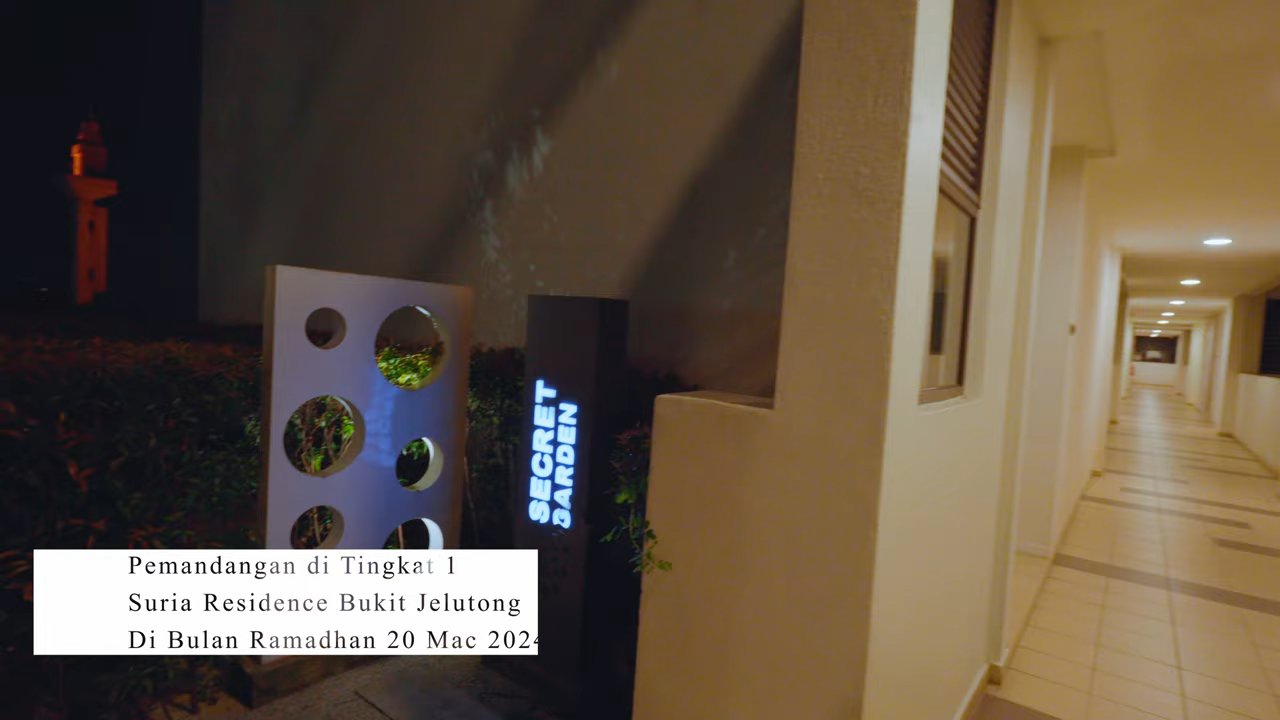 SECRET
GARDEN
Pemandangan di Tingkat 1
Suria Residence Bukit Jelutong
Di Bulan Ramadhan 20 Mac 2024